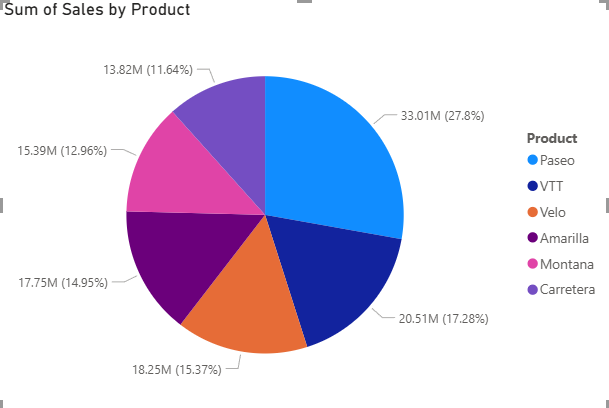 Sum of Sales by Product
13.82M (11.64%)
33.01M (27.8%)
15.39M (12.96%)
17.75M (14.95%)
20.51M (17.28%)
18.25M (15.37%)
Product
Paseo
VTT
Velo
Amarilla
Montana
Carretera